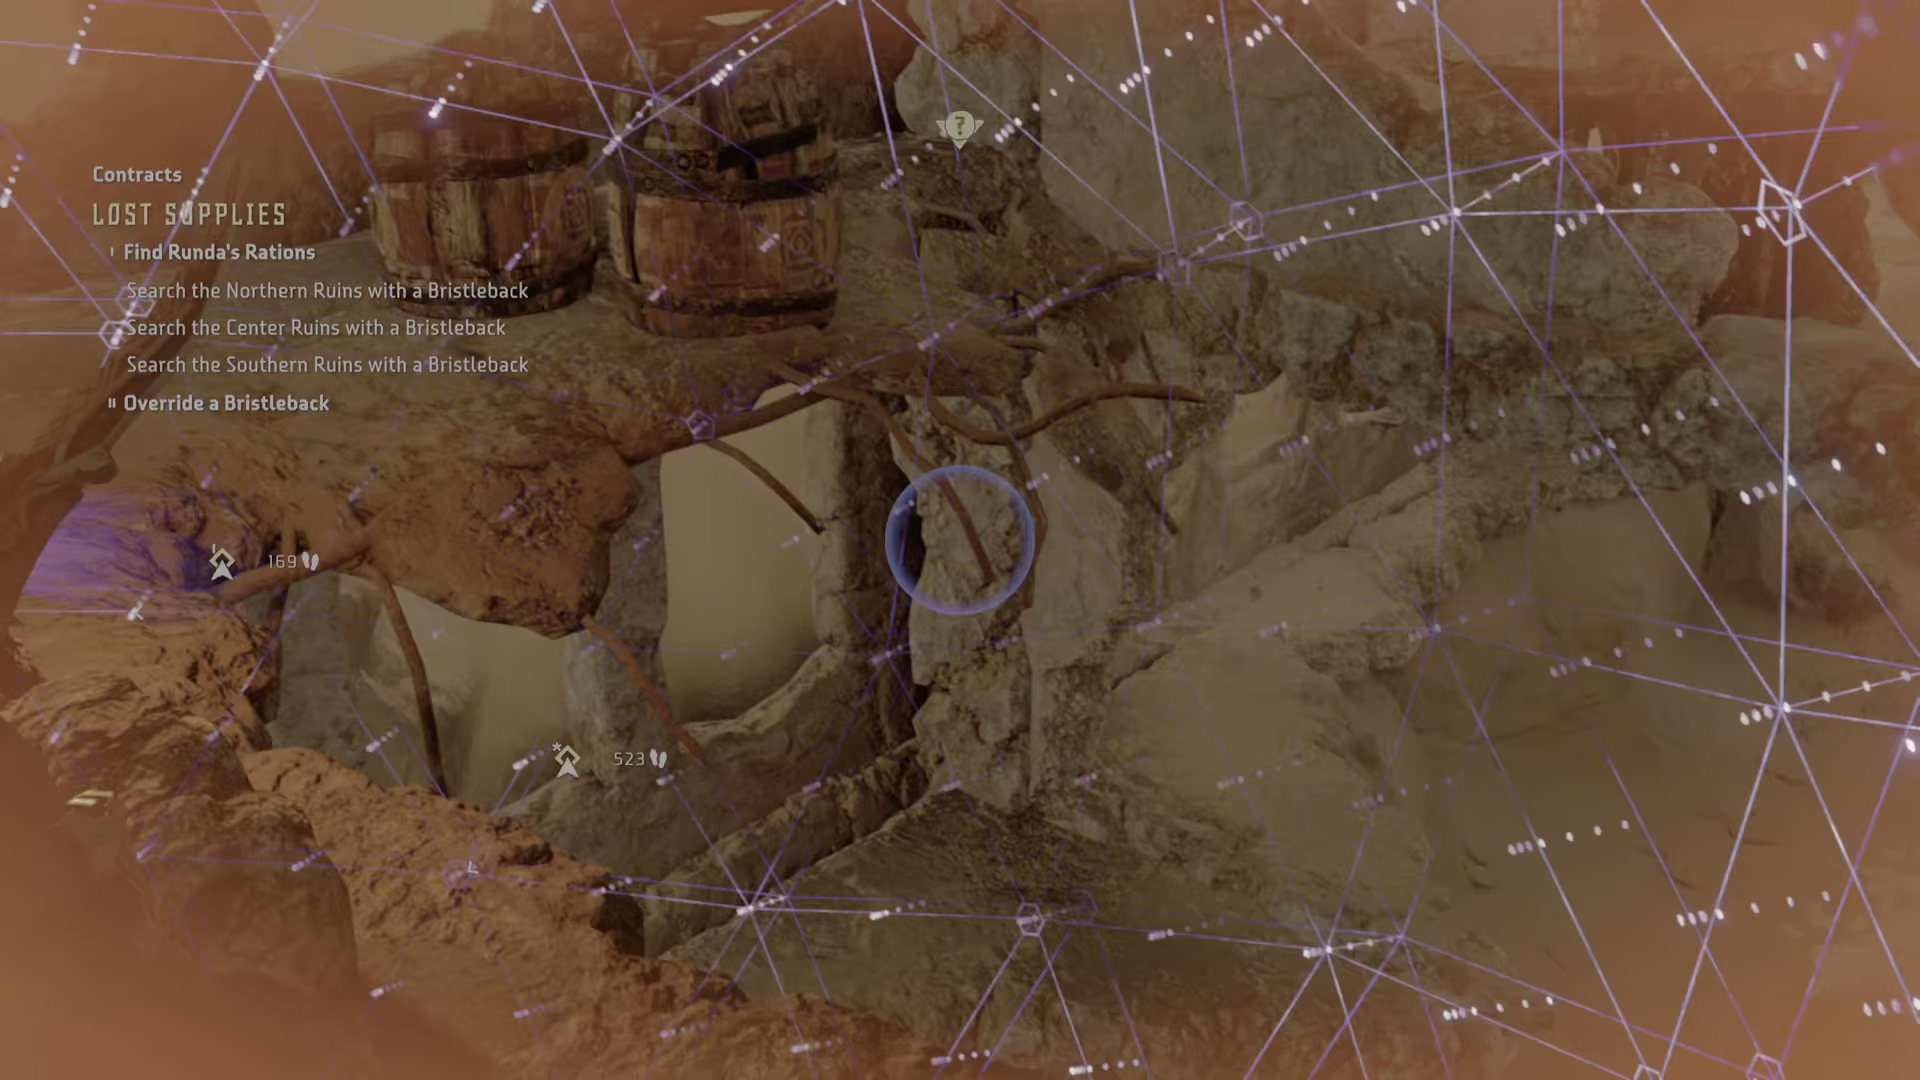 Contracts
LOST SUPPLIES
I Find Runda's Rations
Search the Northern Ruins with a Bristleback
Search the Center Ruins with a Bristleback
Search the Southern Ruins with a Bristleback
II Override a Bristleback
?
I
169
*
523